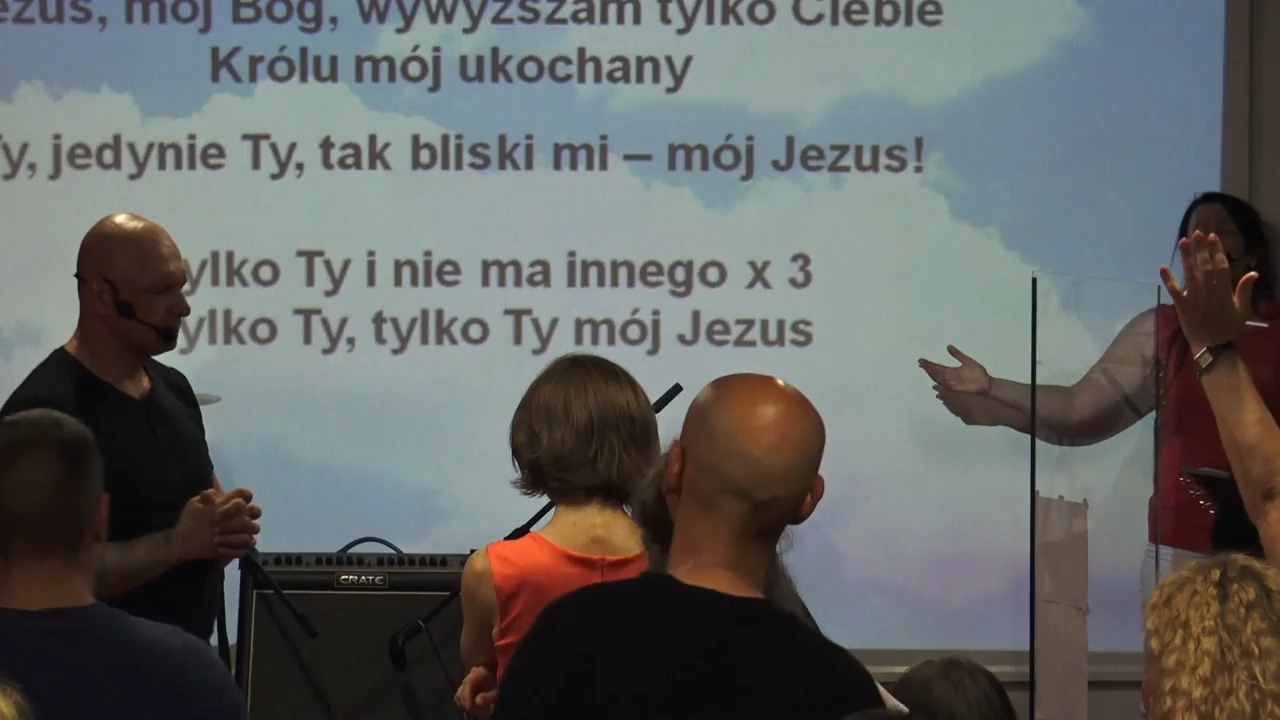 ezus, mój Bóg, wywyższam tylko Ciebie
Królu mój ukochany
y, jedynie Ty, tak bliski mi – mój Jezus!
ylko Ty i nie ma innego x 3
ylko Ty, tylko Ty mój Jezus
CRATE